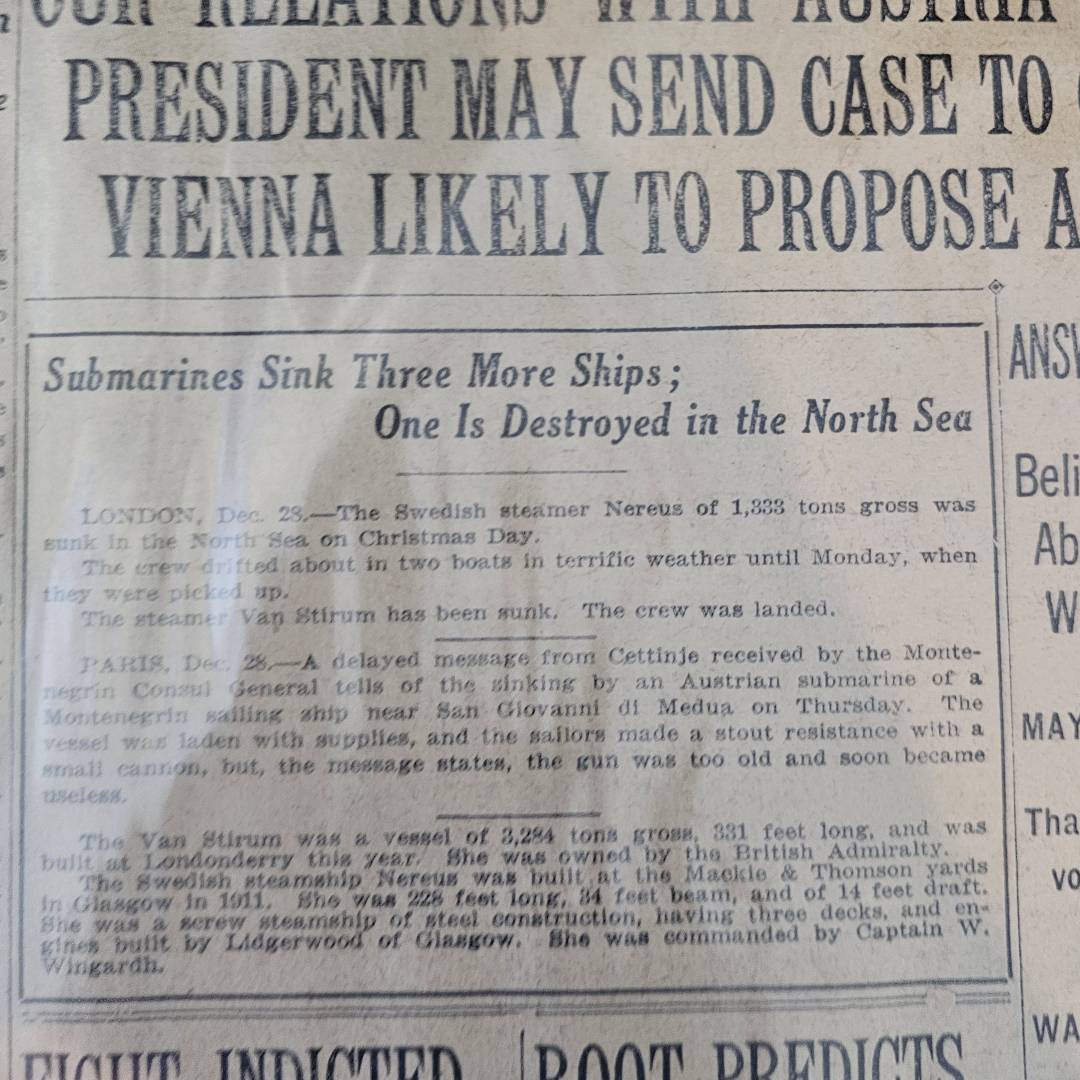 OUR RELATIONS WITH AUSTRIA
PRESIDENT MAY SEND CASE TO
VIENNA LIKELY TO PROPOSE A
Submarines Sink Three More Ships;
One Is Destroyed in the North Sea
LONDON, Dec. 28.—The Swedish steamer Nereus of 1,333 tons gross was
sunk in the North Sea on Christmas Day.
The crew drifted about in two boats in terrific weather until Monday, when
they were picked up.
The steamer Van Stirum has been sunk. The crew was landed.
PARIS, Dec. 28.—A delayed message from Cettinje received by the Monte-
negrin Consul General tells of the sinking by an Austrian submarine of a
Montenegrin sailing ship near San Giovanni di Medua on Thursday. The
vessel was laden with supplies, and the sailors made a stout resistance with a
small cannon, but, the message states, the gun was too old and soon became
useless.
The Van Stirum was a vessel of 3,284 tons gross, 331 feet long, and was
built at Londonderry this year. She was owned by the British Admiralty.
The Swedish steamship Nereus was built at the Mackie & Thomson yards
in Glasgow in 1911. She was 228 feet long, 34 feet beam, and of 14 feet draft.
She was a screw steamship of steel construction, having three decks, and en-
gines built by Lidgerwood of Glasgow. She was commanded by Captain W.
Wingardh.
ANSW
Beli
Ab
W
MAY
Tha
vo
WA
FIGHT INDICTED
ROOT PREDICTS